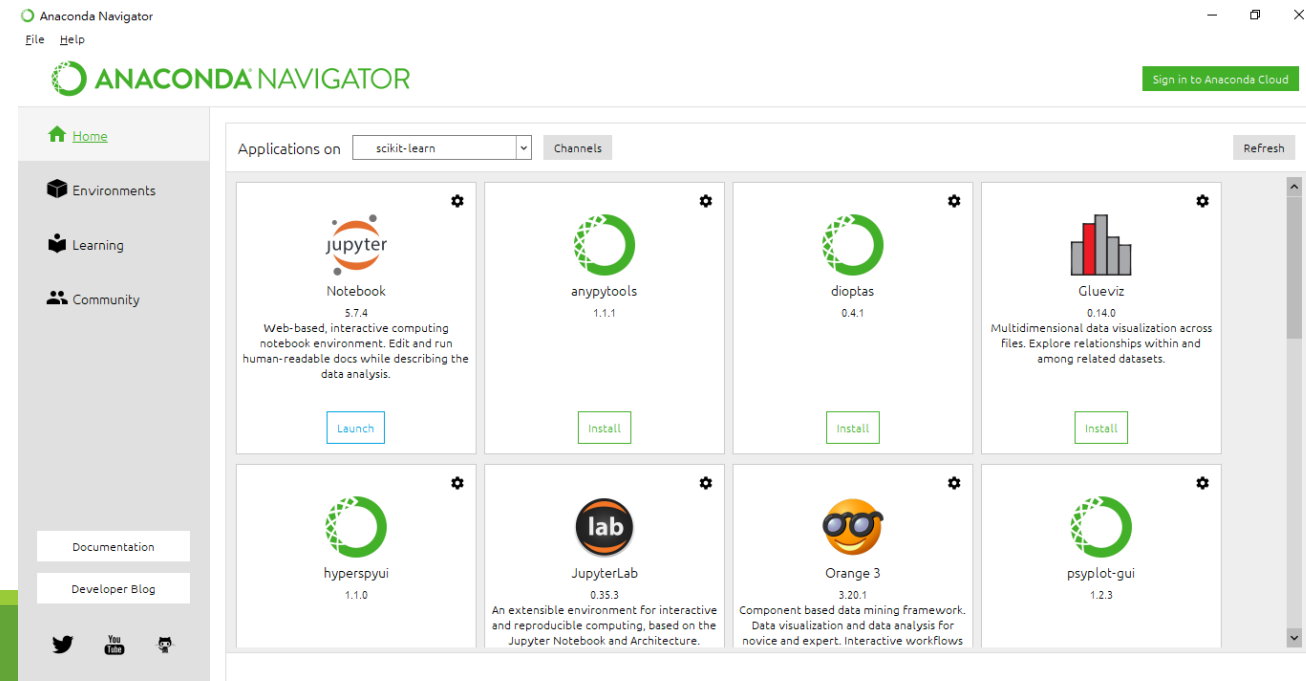 Anaconda Navigator
File Help
ANACONDA NAVIGATOR
Sign in to Anaconda Cloud
Home
Environments
Learning
Community
Documentation
Developer Blog
You
Tube
Applications on scikit-learn Channels Refresh
jupyter
Notebook
5.7.4
Web-based, interactive computing
notebook environment. Edit and run
human-readable docs while describing the
data analysis.
Launch
anypytools
1.1.1
Install
dioptas
0.4.1
Install
Glueviz
0.14.0
Multidimensional data visualization across
files. Explore relationships within and
among related datasets.
Install
hyperspyui
1.1.0
lab
JupyterLab
0.35.3
An extensible environment for interactive
and reproducible computing, based on the
Jupyter Notebook and Architecture.
Orange 3
3.20.1
Component based data mining framework.
Data visualization and data analysis for
novice and expert. Interactive workflows
psyplot-gui
1.2.3